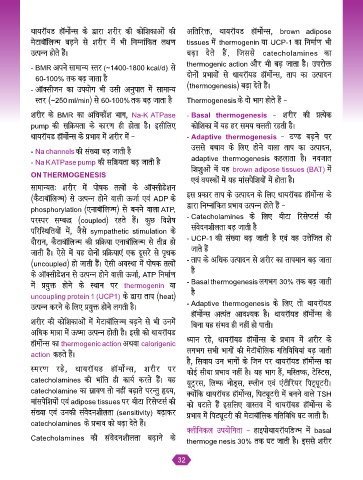 थायरॉयड हॉर्मोन्स के द्वारा शरीर की कोशिकाओं की
मेटाबॉलिज्म बढ़ने से शरीर में भी निम्नांकित लक्षण
उत्पन्न होते हैं।
- BMR अपने सामान्य स्तर (~1400-1800 kcal/d) से
60-100% तक बढ़ जाता है
- ऑक्सीजन का उपयोग भी उसी अनुपात में सामान्य
स्तर (~250 ml/min) से 60-100% तक बढ़ जाता है
शरीर के BMR का अधिकाँश भाग, Na-K ATPase
pump की सक्रियता के कारण ही होता है। इसीलिए
थायरॉयड हॉर्मोन्स के प्रभाव में शरीर में –
- Na channels की संख्या बढ़ जाती है
- Na K ATPase pump की सक्रियता बढ़ जाती है
ON THERMOGENESIS
सामान्यतः शरीर में पोषक तत्वों के ऑक्सीडेशन
(कैटाबॉलिज्म) से उत्पन्न होने वाली ऊर्जा एवं ADP के
phosphorylation (एनाबॉलिज्म) से बनने वाला ATP,
परस्पर सम्बद्ध (coupled) रहते हैं। कुछ विशेष
परिस्थितियों में, जैसे sympathetic stimulation के
दौरान, कैटाबॉलिज्म की प्रक्रिया एनाबॉलिज्म से तीव्र हो
जाती है। ऐसे में यह दोनों प्रक्रियाएं एक दूसरे से पृथक
(uncoupled) हो जाती हैं। ऐसी अवस्था में पोषक तत्वों
के ऑक्सीडेशन से उत्पन्न होने वाली ऊर्जा, ATP निर्माण
में प्रयुक्त होने के स्थान पर thermogenin या
uncoupling protein 1 (UCP1) के द्वारा ताप (heat)
उत्पन्न करने के लिए प्रयुक्त होने लगती है।
शरीर की कोशिकाओं में मेटाबॉलिज्म बढ़ने से भी उनमें
अधिक मात्रा में ऊष्मा उत्पन्न होती है। इसी को थायरॉयड
हॉर्मोन्स का thermogenic action अथवा calorigenic
action कहते हैं।
स्मरण रहे, थायरॉयड हॉर्मोन्स, शरीर पर
catecholamines की भांति ही कार्य करते हैं। वह
catecholamine का स्रावण तो नहीं बढ़ाते परन्तु हृदय,
मांसपेशियों एवं adipose tissues पर बीटा रिसेप्टर्स की
संख्या एवं उनकी संवेदनशीलता (sensitivity) बढ़ाकर
catecholamines के प्रभाव को बढ़ा देते हैं।
Catecholamines की संवेदनशीलता बढ़ाने के
अतिरिक्त, थायरॉयड हॉर्मोन्स, brown adipose
tissues में thermogenin या UCP-1 का निर्माण भी
बढ़ा देते हैं, जिससे catecholamines का
thermogenic action और भी बढ़ जाता है। उपरोक्त
दोनों प्रभावों से थायरॉयड हॉर्मोन्स, ताप का उत्पादन
(thermogenesis) बढ़ा देते हैं।
Thermogenesis के दो भाग होते हैं –
- Basal thermogenesis - शरीर की प्रत्येक
कोशिका में यह हर समय चलती रहती है।
- Adaptive thermogenesis - ठण्ड बढ़ने पर
उससे बचाव के लिए होने वाला ताप का उत्पादन,
adaptive thermogenesis कहलाता है। नवजात
शिशुओं में यह brown adipose tissues (BAT) में
एवं वयस्कों में यह मांसपेशियों में होता है।
इस प्रकार ताप के उत्पादन के लिए थायरॉयड हॉर्मोन्स के
द्वारा निम्नांकित प्रभाव उत्पन्न होते हैं –
- Catecholamines के लिए बीटा रिसेप्टर्स की
संवेदनशीलता बढ़ जाती है
- UCP-1 की संख्या बढ़ जाती है एवं वह उत्तेजित हो
जाते हैं
- ताप के अधिक उत्पादन से शरीर का तापमान बढ़ जाता
है
- Basal thermogenesis लगभग 30% तक बढ़ जाती
है
- Adaptive thermogenesis के लिए तो थायरॉयड
हॉर्मोन्स अत्यंत आवश्यक है। थायरॉयड हॉर्मोन्स के
बिना यह संभव ही नहीं हो पाती।
ध्यान रहे, थायरॉयड हॉर्मोन्स के प्रभाव में शरीर के
लगभग सभी भागों की मेटाबॉलिक गतिविधियां बढ़ जाती
हैं, सिवाय उन भागों के जिन पर थायरॉयड हॉर्मोन्स का
कोई सीधा प्रभाव नहीं है। यह भाग हैं, मस्तिष्क, टेस्टिस,
यूटरस, लिम्फ नोड्स, स्प्लीन एवं एंटीरियर पिट्यूटरी।
क्योंकि थायरॉयड हॉर्मोन्स, पिट्यूटरी में बनने वाले TSH
को घटाते हैं इसलिए वास्तव में थायरॉयड हॉर्मोन्स के
प्रभाव में पिट्यूटरी की मेटाबॉलिक गतिविधि घट जाती है।
क्लीनिकल उपयोगिता - हाइपोथायरॉयडिज्म में basal
thermoge nesis 30% तक घट जाती है। इससे शरीर
32